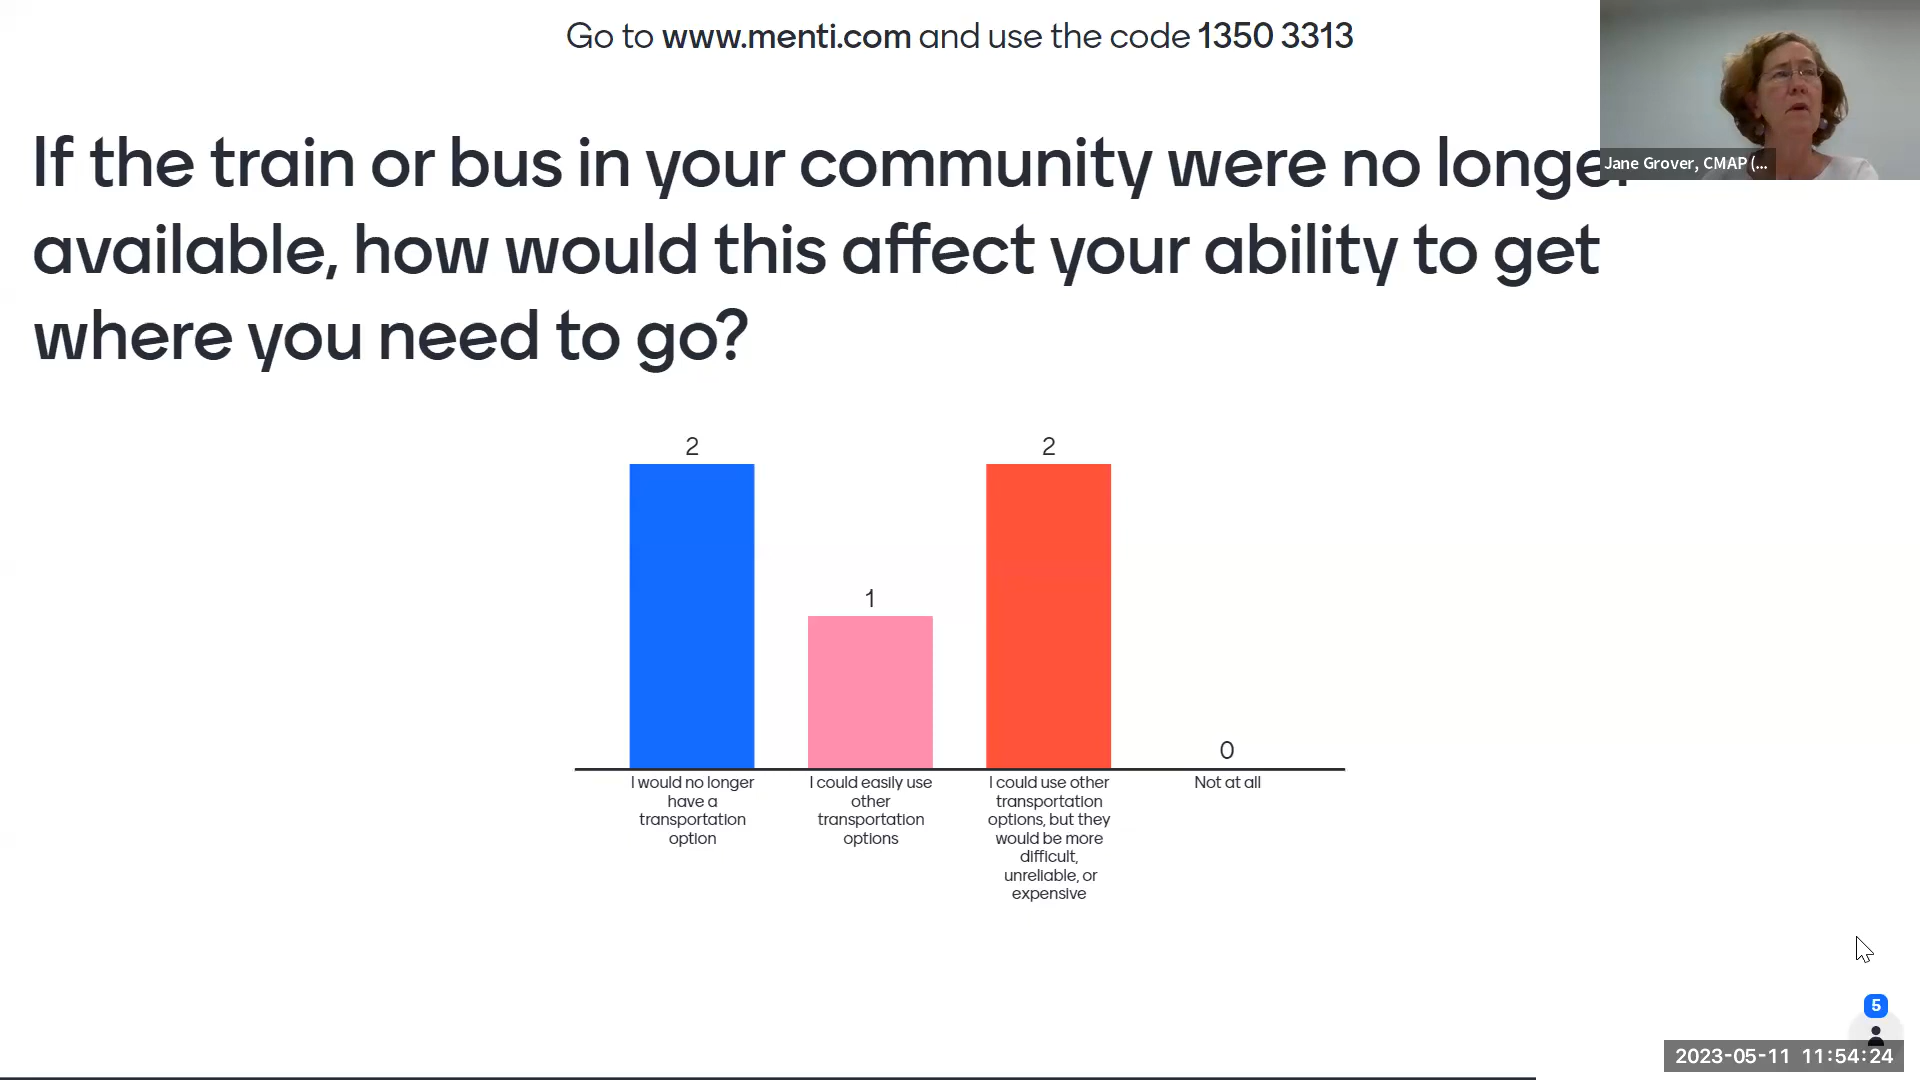 Go to www.menti.com and use the code 1350 3313
If the train or bus in your community were no longer
available, how would this affect your ability to get
where you need to go?
Jane Grover, CMAP (...
2
1
2
0
I would no longer
have a
transportation
option
I could easily use
other
transportation
options
I could use other
transportation
options, but they
would be more
difficult,
unreliable, or
expensive
Not at all
5
2023-05-11 11:54:24